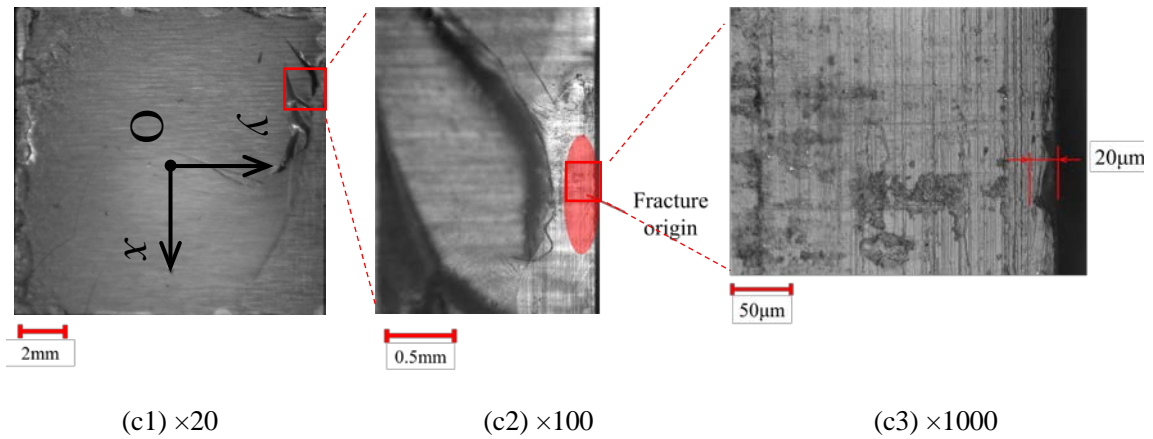 O
y
x
2mm
Fracture
origin
0.5mm
20μm
50μm
(c1) ×20
(c2) ×100
(c3) ×1000